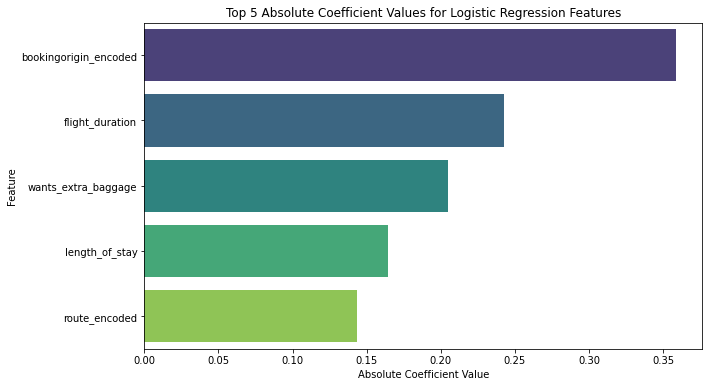 Top 5 Absolute Coefficient Values for Logistic Regression Features
Feature
bookingorigin_encoded
flight_duration
wants_extra_baggage
length_of_stay
route_encoded
0.00 0.05 0.10 0.15 0.20 0.25 0.30 0.35
Absolute Coefficient Value